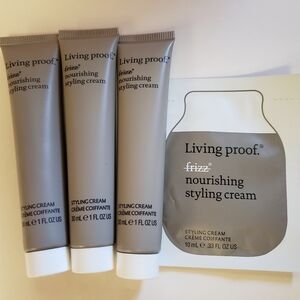 Living proof.®
frizz®
nourishing
styling cream
STYLING CREAM
CRÈME COIFFANTE
30 mL e 1 FL OZ US
Living proof.
frizz®
nourishing
styling cream
STYLING CREAM
CRÈME COIFFANTE
30 mL e 1 FL OZ US
Living proof.®
frizz®
nourishing
styling cream
STYLING CREAM
CRÈME COIFFANTE
30 mL e 1 FL OZ US
Living proof.®
frizz®
nourishing
styling cream
STYLING CREAM
CRÈME COIFFANTE
10 mL e .33 FL OZ US